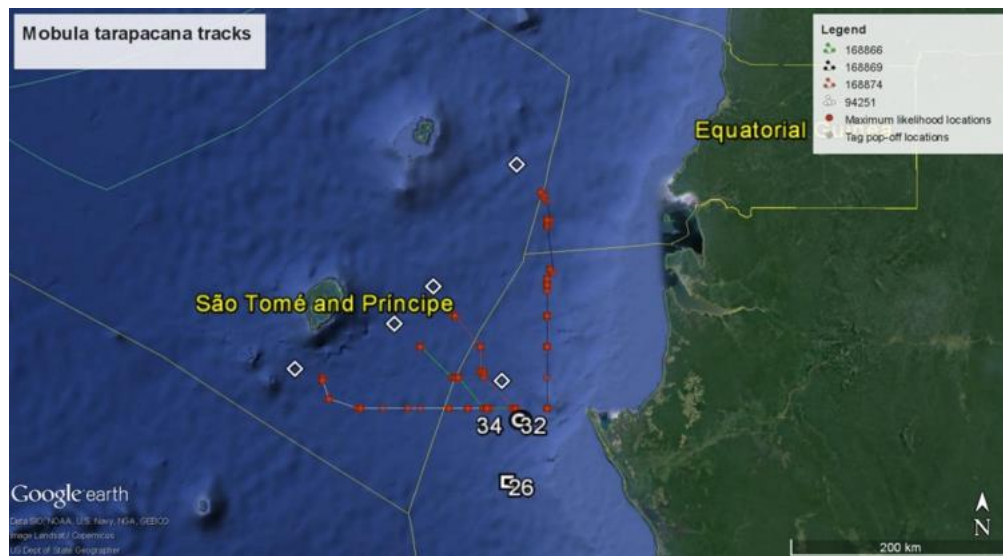 Mobula tarapacana tracks
Legend
168866
168869
168874
94251
Maximum likelihood locations
Tag pop-off locations
Equatorial
São Tomé and Príncipe
34
32
26
Google earth
Data SIO, NOAA, U.S. Navy, NGA, GEBCO
Image Landsat / Copernicus
US Dept of State Geographer
200 km
N